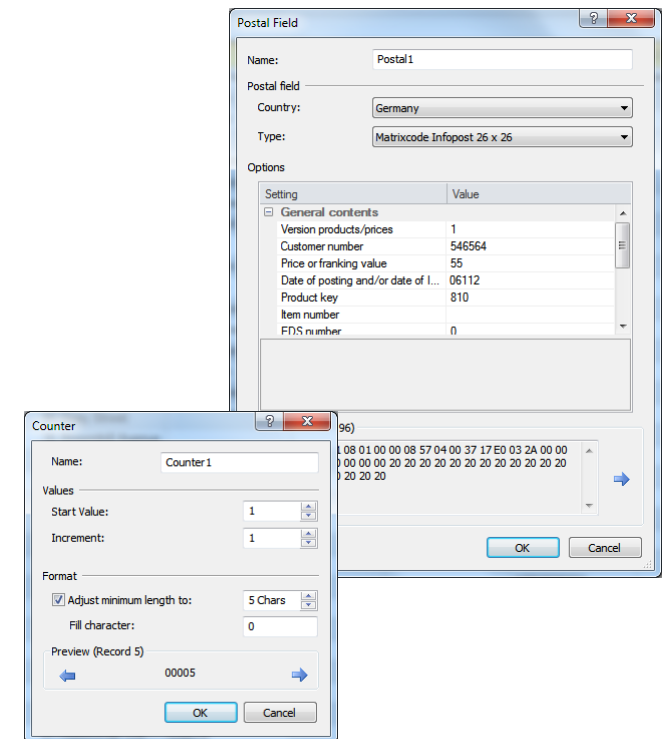 Postal Field
?
X
Name: Postal1
Postal field
Country: Germany
Type: Matrixcode Infopost 26 x 26
Options
Setting Value
General contents
Version products/prices 1
Customer number 546564
Price or franking value 55
Date of posting and/or date of I... 06112
Product key 810
Item number
EDS number 0
96)
08 01 00 00 08 57 04 00 37 17 E0 03 2A 00 00
00 00 00 20 20 20 20 20 20 20 20 20 20 20 20
20 20 20
OK Cancel
Counter
?
X
Name: Counter1
Values
Start Value: 1
Increment: 1
Format
Adjust minimum length to: 5 Chars
Fill character: 0
Preview (Record 5)
00005
OK Cancel